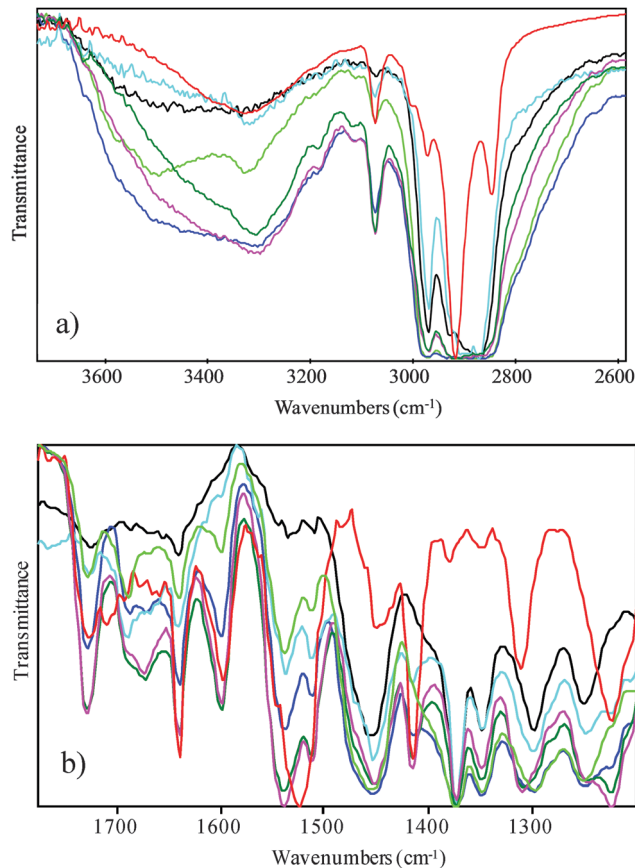 Transmittance
a)
3600 3400 3200 3000 2800 2600
Wavenumbers (cm-1)
Transmittance
b)
1700 1600 1500 1400 1300
Wavenumbers (cm-1)